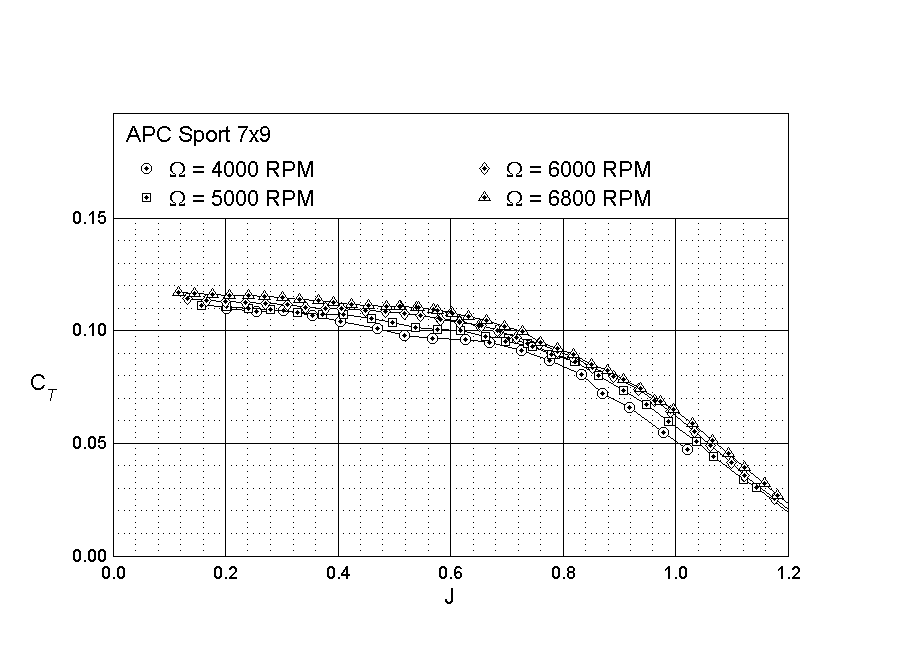 APC Sport 7x9
Ω = 4000 RPM
Ω = 6000 RPM
Ω = 5000 RPM
Ω = 6800 RPM
0.15
0.10
C_T
0.05
0.00
0.0 0.2 0.4 0.6 0.8 1.0 1.2
J